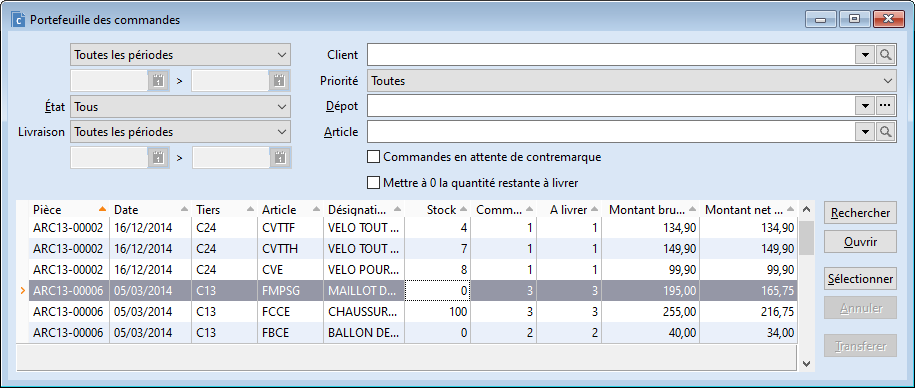 Portefeuille des commandes
Toutes les périodes
>
État Tous
Livraison Toutes les périodes
>
Client
Priorité Toutes
Dépot
Article
Commandes en attente de contremarque
Mettre à 0 la quantité restante à livrer
Pièce Date Tiers Article Désignati... Stock Comm... A livrer Montant bru... Montant net ...
ARC13-00002 16/12/2014 C24 CVTTF VELO TOUT ... 4 1 1 134,90 134,90
ARC13-00002 16/12/2014 C24 CVTTH VELO TOUT ... 7 1 1 149,90 149,90
ARC13-00002 16/12/2014 C24 CVE VELO POUR... 8 1 1 99,90 99,90
ARC13-00006 05/03/2014 C13 FMPSG MAILLOT D... 0 3 3 195,00 165,75
ARC13-00006 05/03/2014 C13 FCCE CHAUSSUR... 100 3 3 255,00 216,75
ARC13-00006 05/03/2014 C13 FBCE BALLON DE... 0 2 2 40,00 34,00
Rechercher
Ouvrir
Sélectionner
Annuler
Transférer